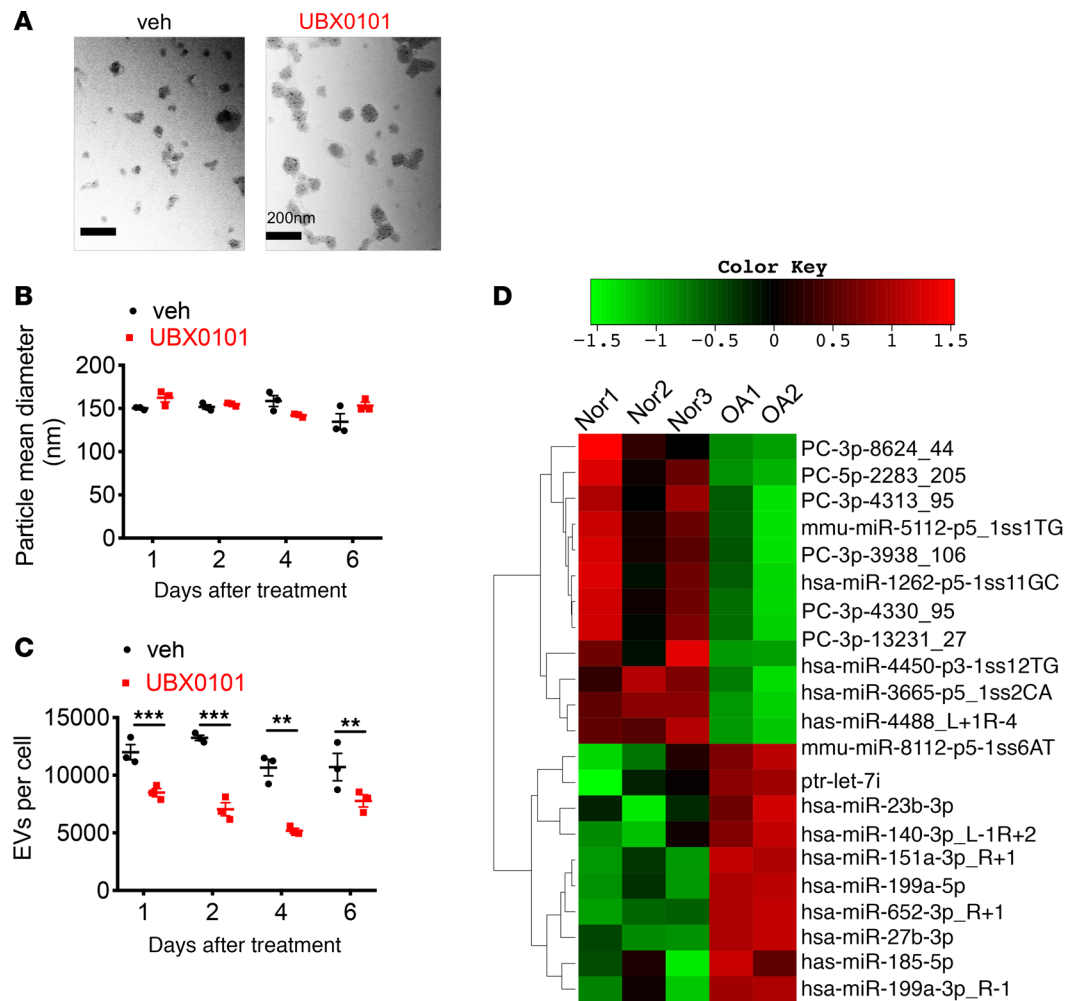 A
veh
UBX0101
200nm
B
veh
UBX0101
Particle mean diameter
(nm)
200
150
100
50
0
1
2
4
6
Days after treatment
C
veh
UBX0101
EVs per cell
15000
10000
5000
0
***
***
**
**
1
2
4
6
Days after treatment
D
Color Key
−1.5
−1
−0.5
0
0.5
1
1.5
Nor1
Nor2
Nor3
OA1
OA2
PC-3p-8624_44
PC-5p-2283_205
PC-3p-4313_95
mmu-miR-5112-p5_1ss1TG
PC-3p-3938_106
hsa-miR-1262-p5-1ss11GC
PC-3p-4330_95
PC-3p-13231_27
hsa-miR-4450-p3-1ss12TG
hsa-miR-3665-p5_1ss2CA
has-miR-4488_L+1R-4
mmu-miR-8112-p5-1ss6AT
ptr-let-7i
hsa-miR-23b-3p
hsa-miR-140-3p_L-1R+2
hsa-miR-151a-3p_R+1
hsa-miR-199a-5p
hsa-miR-652-3p_R+1
hsa-miR-27b-3p
has-miR-185-5p
hsa-miR-199a-3p_R-1